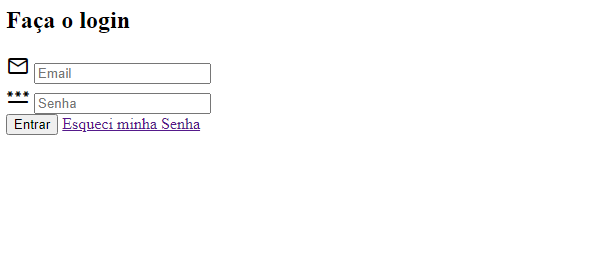 Faça o login
Email
Senha
Entrar Esqueci minha Senha